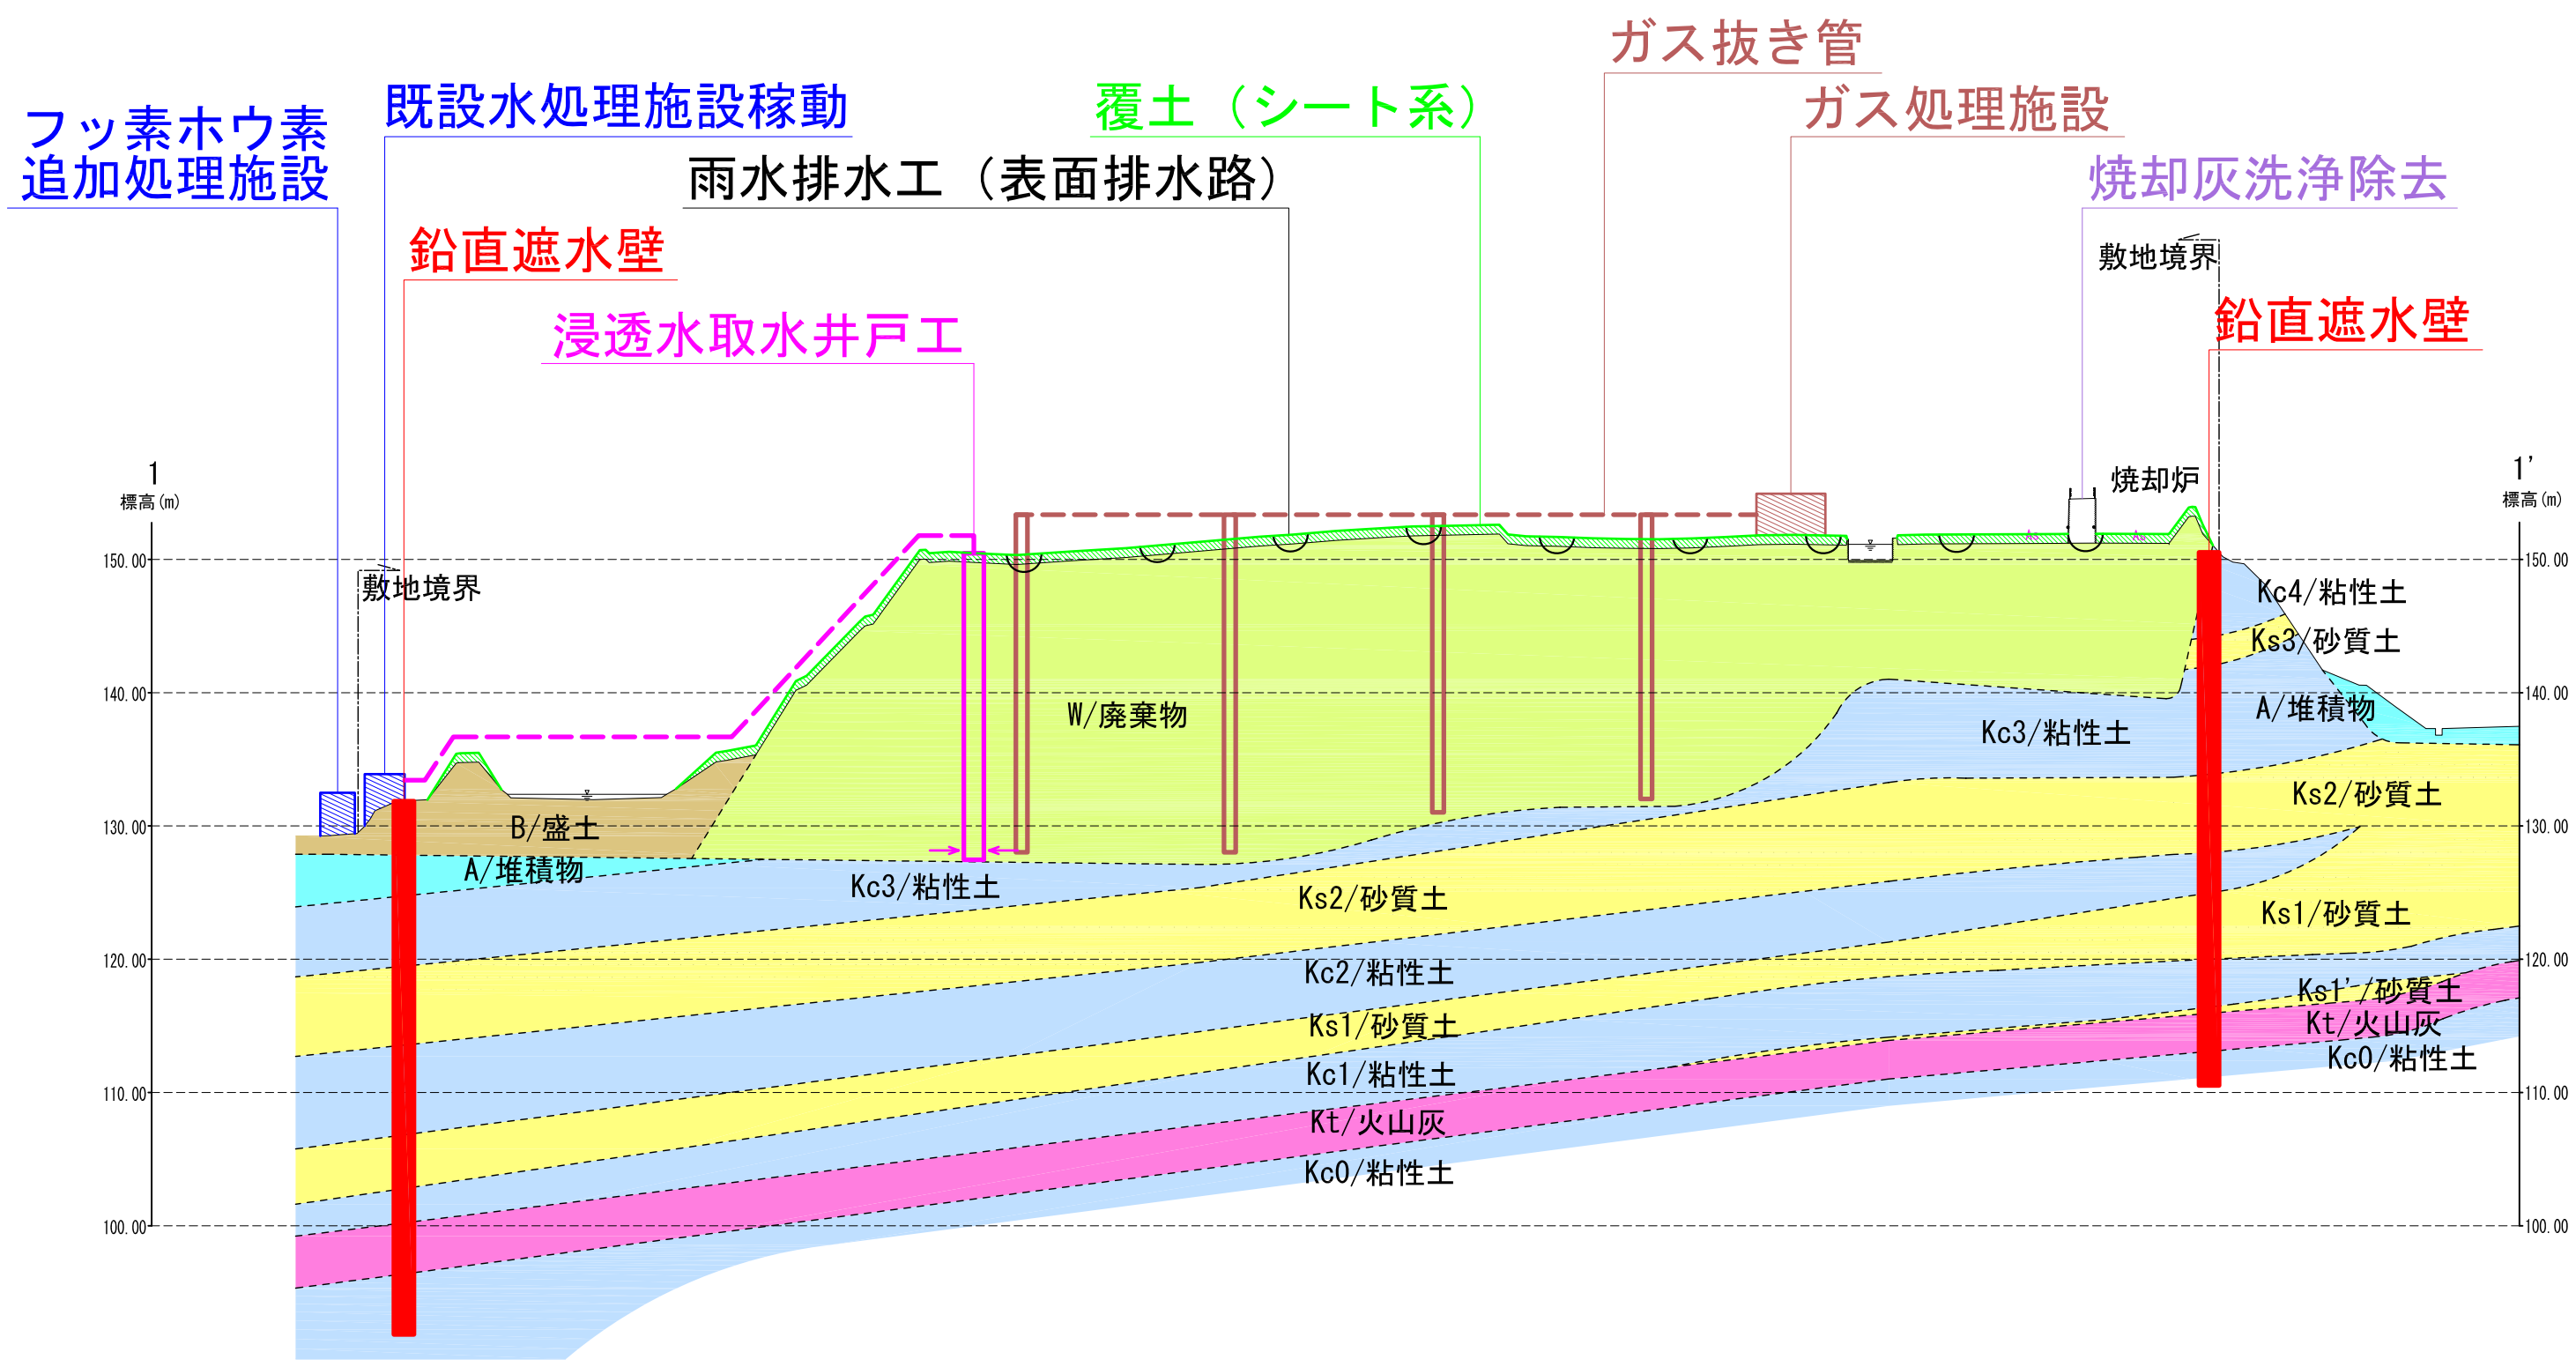 ガス抜き管
フッ素ホウ素
追加処理施設
既設水処理施設稼動
覆土（シート系）
ガス処理施設
雨水排水工（表面排水路）
焼却灰洗浄除去
鉛直遮水壁
敷地境界
浸透水取水井戸工
鉛直遮水壁
1
標高(m)
焼却炉
1'
標高(m)
As
As
150.00
150.00
敷地境界
Kc4/粘性土
Ks3/砂質土
140.00
140.00
W/廃棄物
Kc3/粘性土
A/堆積物
Ks2/砂質土
130.00
B/盛土
130.00
A/堆積物
Kc3/粘性土
Ks2/砂質土
Ks1/砂質土
120.00
120.00
Kc2/粘性土
Ks1'/砂質土
Ks1/砂質土
Kt/火山灰
Kc0/粘性土
Kc1/粘性土
110.00
110.00
Kt/火山灰
Kc0/粘性土
100.00
100.00